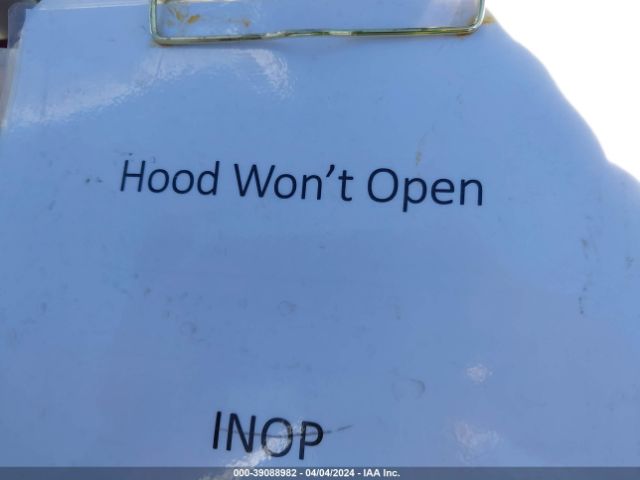 Hood Won't Open
INOP
000-39088982 - 04/04/2024 - IAA Inc.